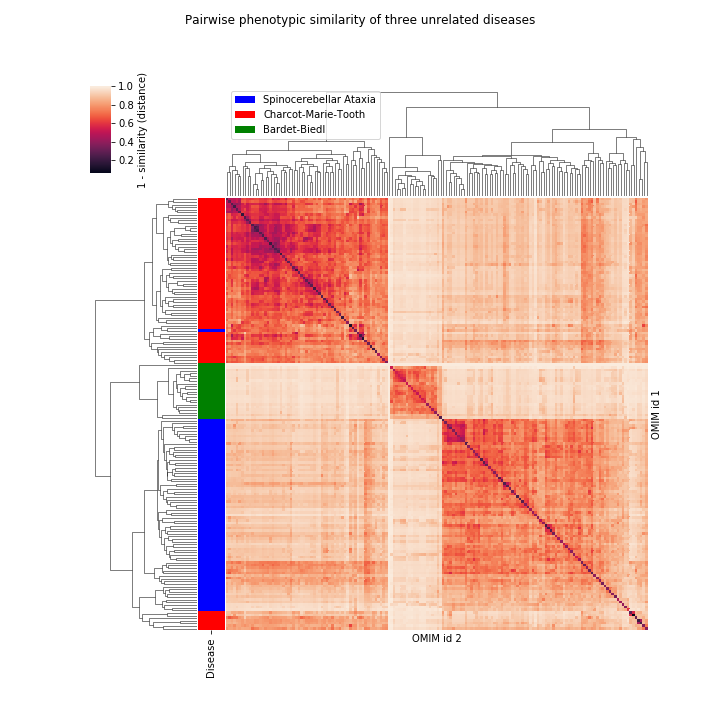 Pairwise phenotypic similarity of three unrelated diseases
1.0
0.8
0.6
0.4
0.2
1 - similarity (distance)
Spinocerebellar Ataxia
Charcot-Marie-Tooth
Bardet-Biedl
OMIM id 1
OMIM id 2
Disease